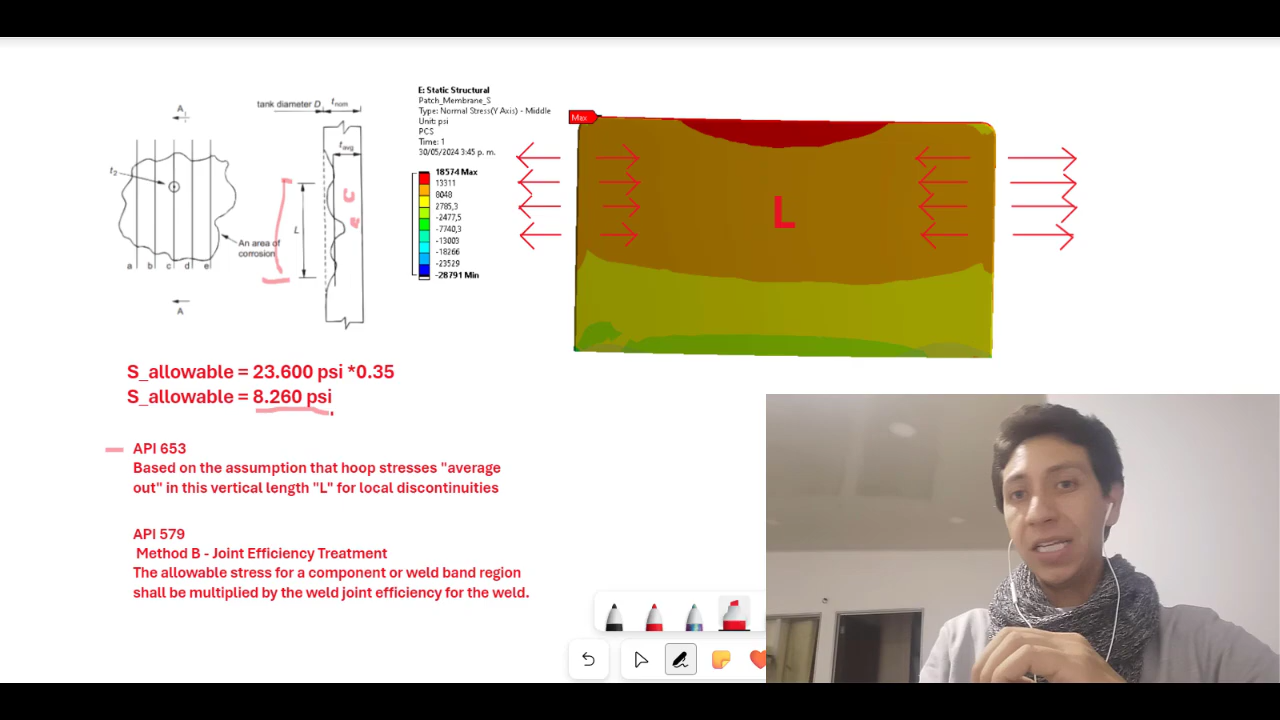 A
tank diameter D
tnom
tavg
t2
L
An area of
corrosion
a b c d e
A
E: Static Structural
Patch_Membrane_S
Type: Normal Stress(Y Axis) - Middle
Unit: psi
PCS
Time: 1
30/05/2024 3:45 p. m.
18574 Max
13311
8048
2785,3
-2477,5
-7740,3
-13003
-18266
-23529
-28791 Min
Max
L
S_allowable = 23.600 psi *0.35
S_allowable = 8.260 psi
API 653
Based on the assumption that hoop stresses "average
out" in this vertical length "L" for local discontinuities
API 579
Method B - Joint Efficiency Treatment
The allowable stress for a component or weld band region
shall be multiplied by the weld joint efficiency for the weld.